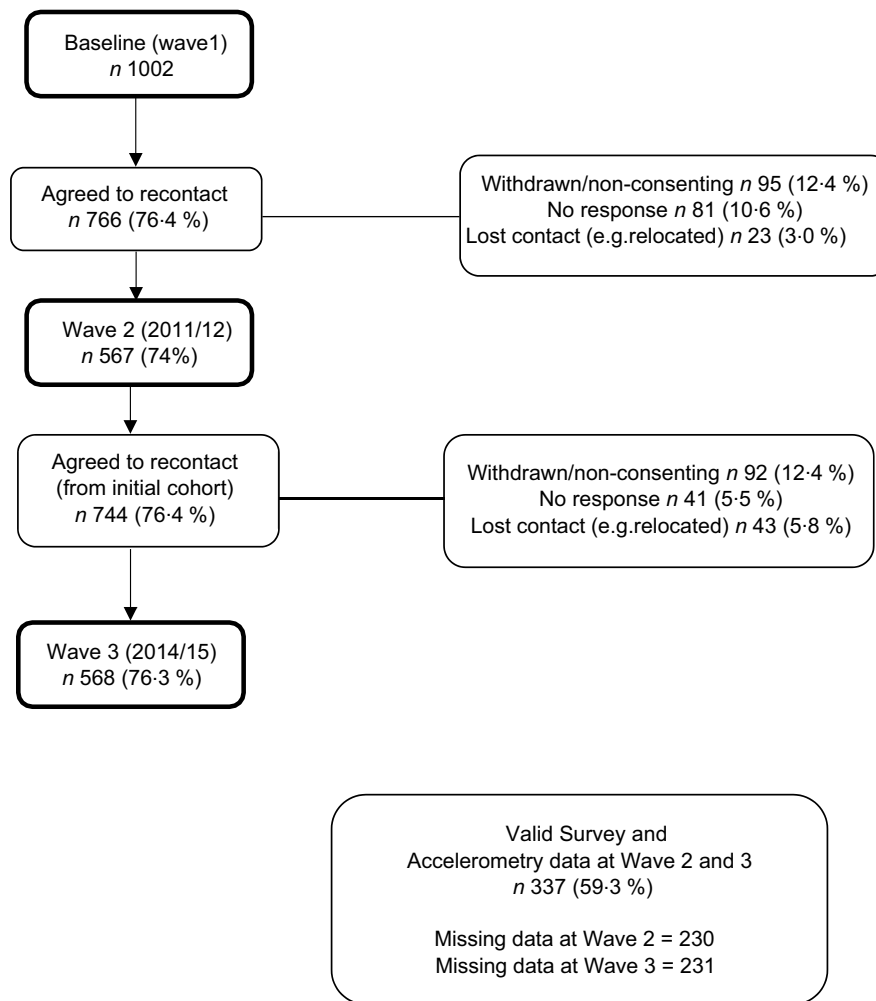 Baseline (wave1)
n 1002
Agreed to recontact
n 766 (76·4 %)
Withdrawn/non-consenting n 95 (12·4 %)
No response n 81 (10·6 %)
Lost contact (e.g.relocated) n 23 (3·0 %)
Wave 2 (2011/12)
n 567 (74%)
Agreed to recontact
(from initial cohort)
n 744 (76·4 %)
Withdrawn/non-consenting n 92 (12·4 %)
No response n 41 (5·5 %)
Lost contact (e.g.relocated) n 43 (5·8 %)
Wave 3 (2014/15)
n 568 (76·3 %)
Valid Survey and
Accelerometry data at Wave 2 and 3
n 337 (59·3 %)
Missing data at Wave 2 = 230
Missing data at Wave 3 = 231